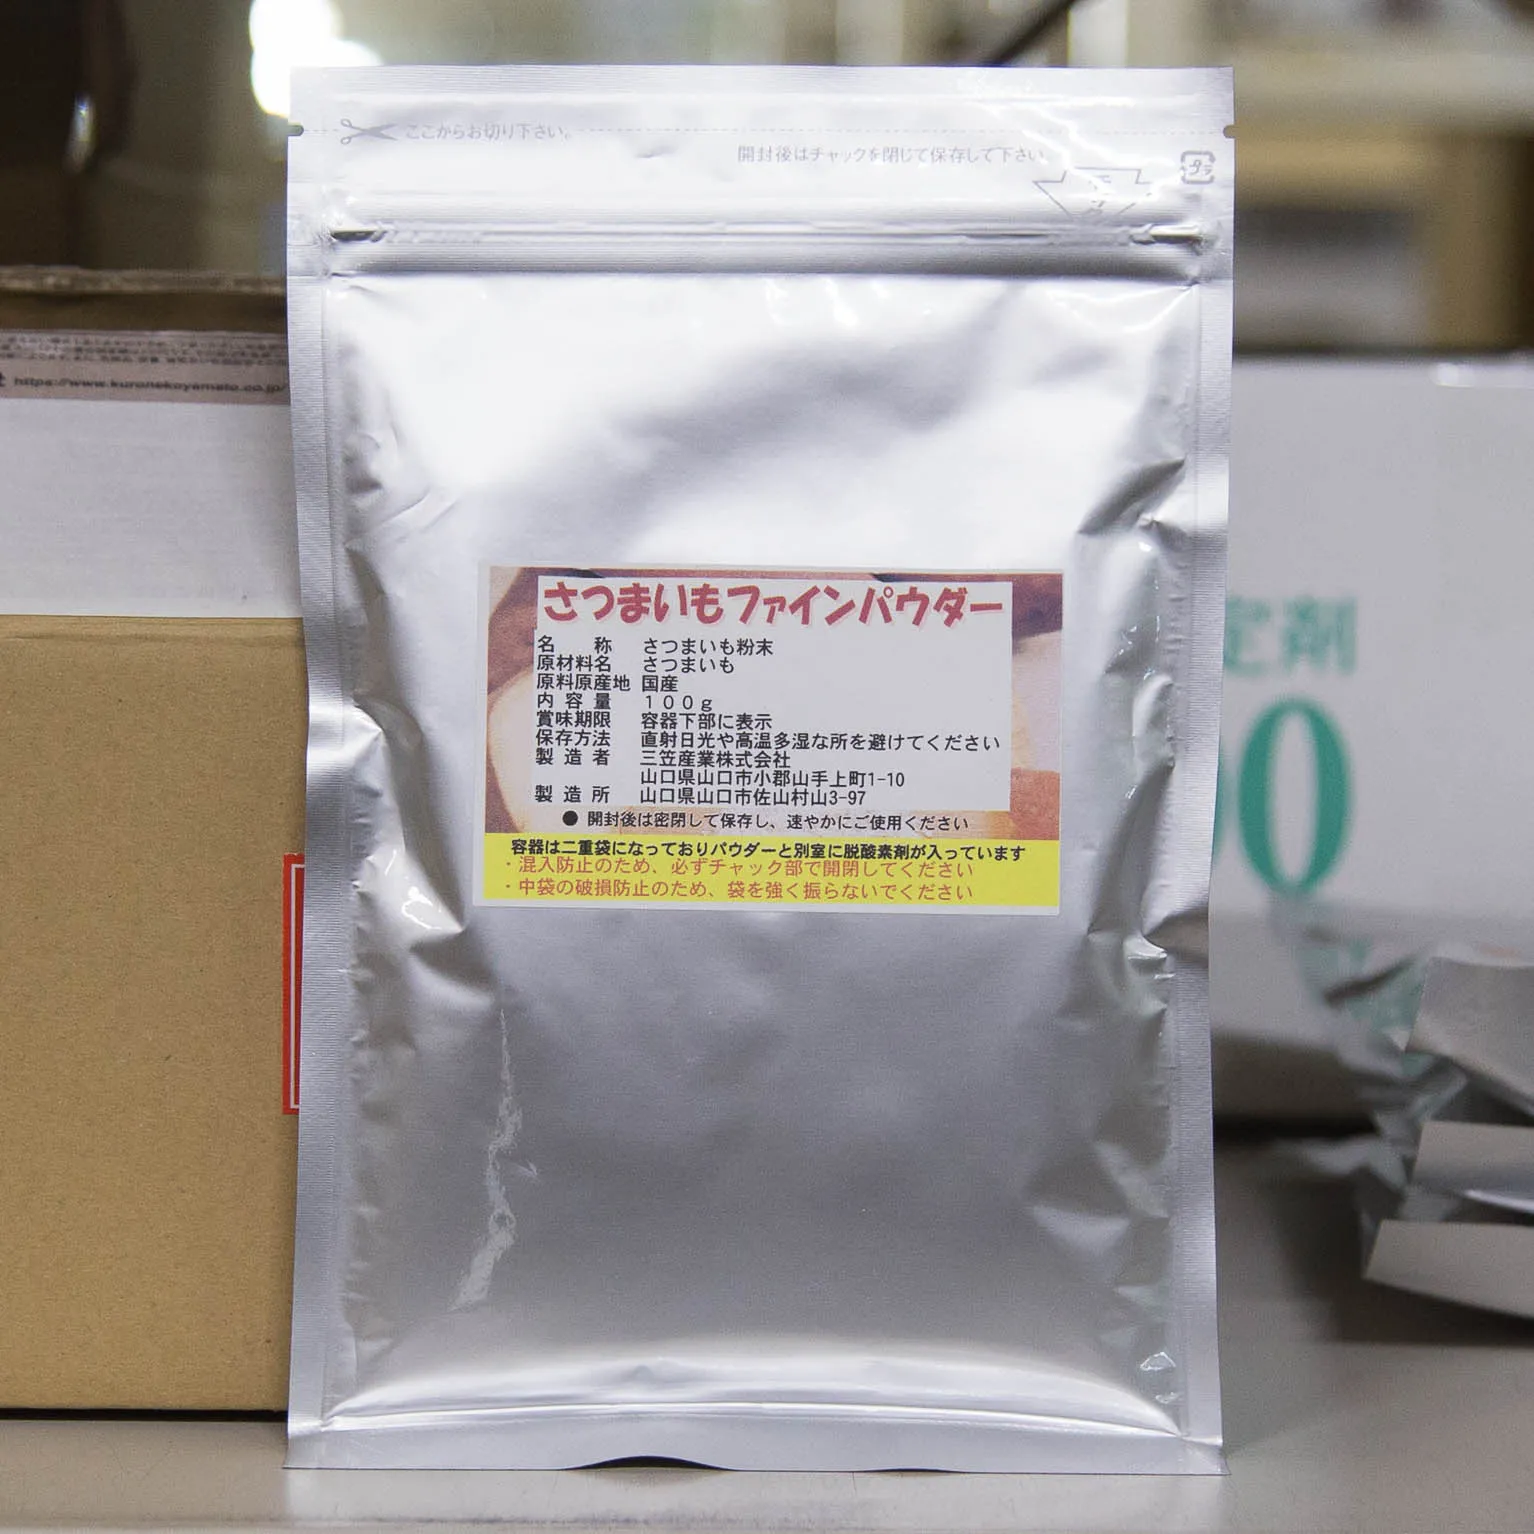 ここからお切り下さい。
開封後はチャックを閉じて保存して下さい
プラ
https://www.kuronekoyamato.co.jp/
さつまいもファインパウダー
名　称　さつまいも粉末
原材料名　さつまいも
原料原産地　国産
内容量　１００ｇ
賞味期限　容器下部に表示
保存方法　直射日光や高温多湿な所を避けてください
製造者　三笠産業株式会社
山口県山口市小郡山手上町1-10
製造所　山口県山口市佐山村山3-97
● 開封後は密閉して保存し、速やかにご使用ください
容器は二重袋になっておりパウダーと別室に脱酸素剤が入っています
・混入防止のため、必ずチャック部で開閉してください
・中袋の破損防止のため、袋を強く振らないでください
定剤
0